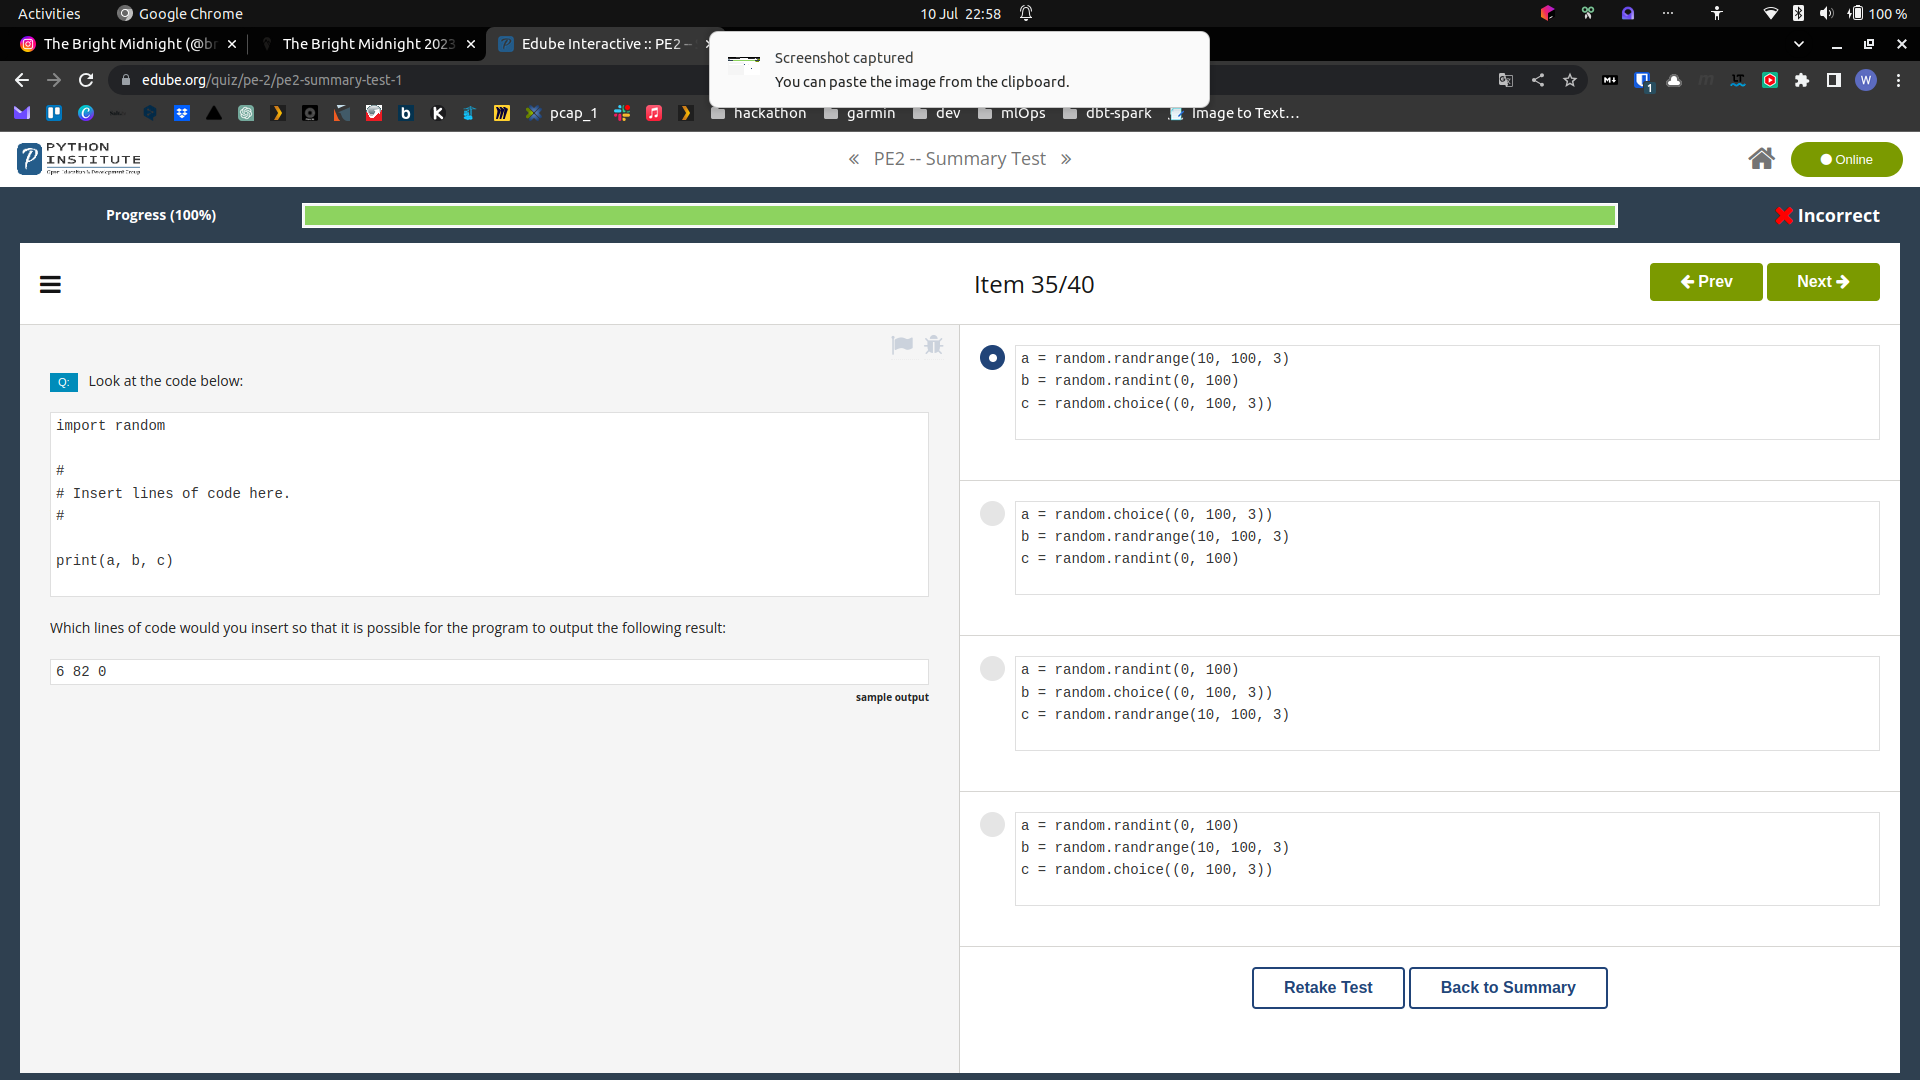 Activities
Google Chrome
10 Jul 22:58
100 %
The Bright Midnight (@br
The Bright Midnight 2023
Edube Interactive :: PE2 –
Screenshot captured
You can paste the image from the clipboard.
edube.org/quiz/pe-2/pe2-summary-test-1
pcap_1
hackathon
garmin
dev
mlOps
dbt-spark
Image to Text…
PYTHON
INSTITUTE
Open Education & Development Group
« PE2 -- Summary Test »
Online
Progress (100%)
Incorrect
Item 35/40
Prev
Next
Q: Look at the code below:
import random
#
# Insert lines of code here.
#
print(a, b, c)
Which lines of code would you insert so that it is possible for the program to output the following result:
6 82 0
sample output
a = random.randrange(10, 100, 3)
b = random.randint(0, 100)
c = random.choice((0, 100, 3))
a = random.choice((0, 100, 3))
b = random.randrange(10, 100, 3)
c = random.randint(0, 100)
a = random.randint(0, 100)
b = random.choice((0, 100, 3))
c = random.randrange(10, 100, 3)
a = random.randint(0, 100)
b = random.randrange(10, 100, 3)
c = random.choice((0, 100, 3))
Retake Test
Back to Summary